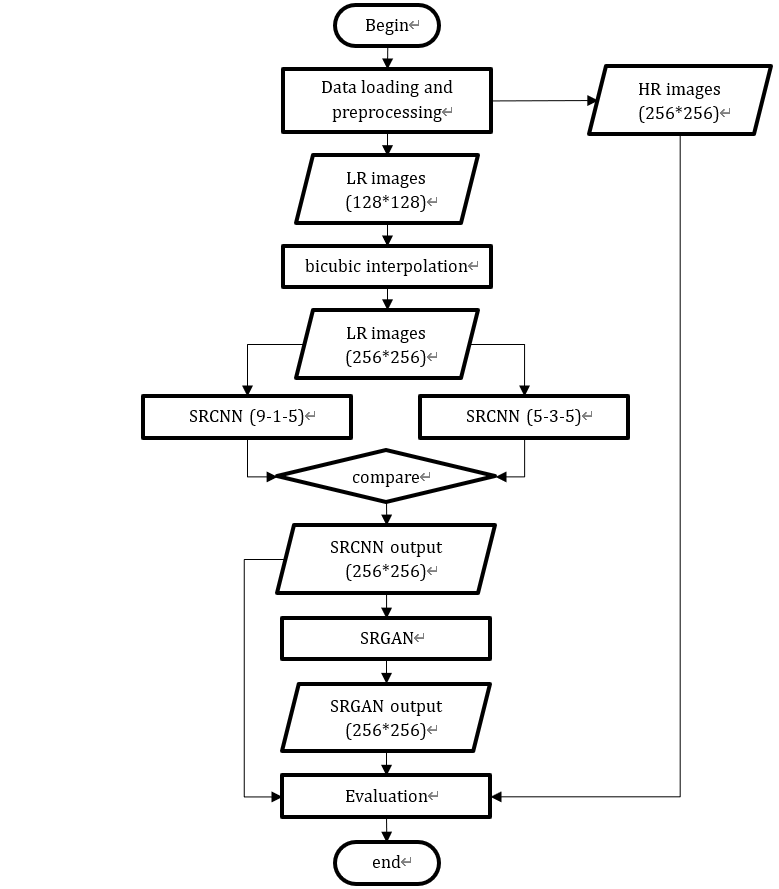 Begin
Data loading and
preprocessing
HR images
(256*256)
LR images
(128*128)
bicubic interpolation
LR images
(256*256)
SRCNN (9-1-5)
SRCNN (5-3-5)
compare
SRCNN output
(256*256)
SRGAN
SRGAN output
(256*256)
Evaluation
end